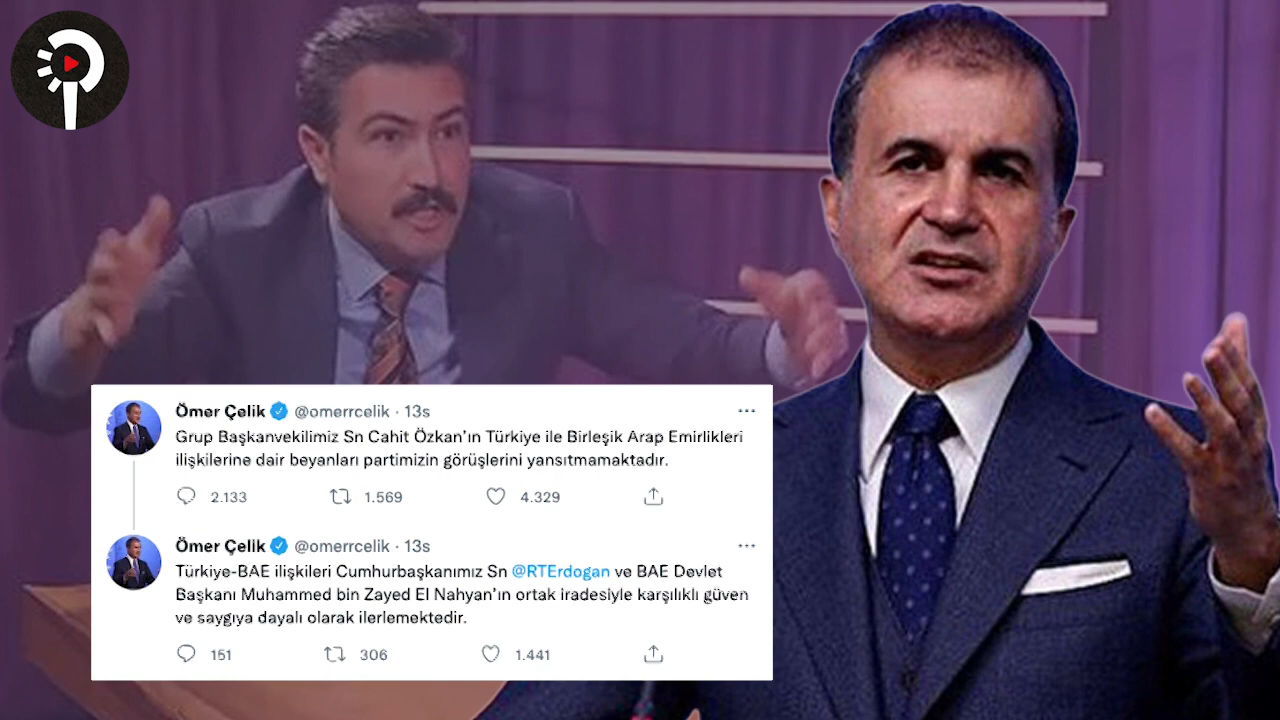 Ömer Çelik @omerrcelik · 13s
Grup Başkanvekilimiz Sn Cahit Özkan'ın Türkiye ile Birleşik Arap Emirlikleri
ilişkilerine dair beyanları partimizin görüşlerini yansıtmamaktadır.
2.133 1.569 4.329
Ömer Çelik @omerrcelik · 13s
Türkiye-BAE ilişkileri Cumhurbaşkanımız Sn @RTErdogan ve BAE Devlet
Başkanı Muhammed bin Zayed El Nahyan'ın ortak iradesiyle karşılıklı güven
ve saygıya dayalı olarak ilerlemektedir.
151 306 1.441